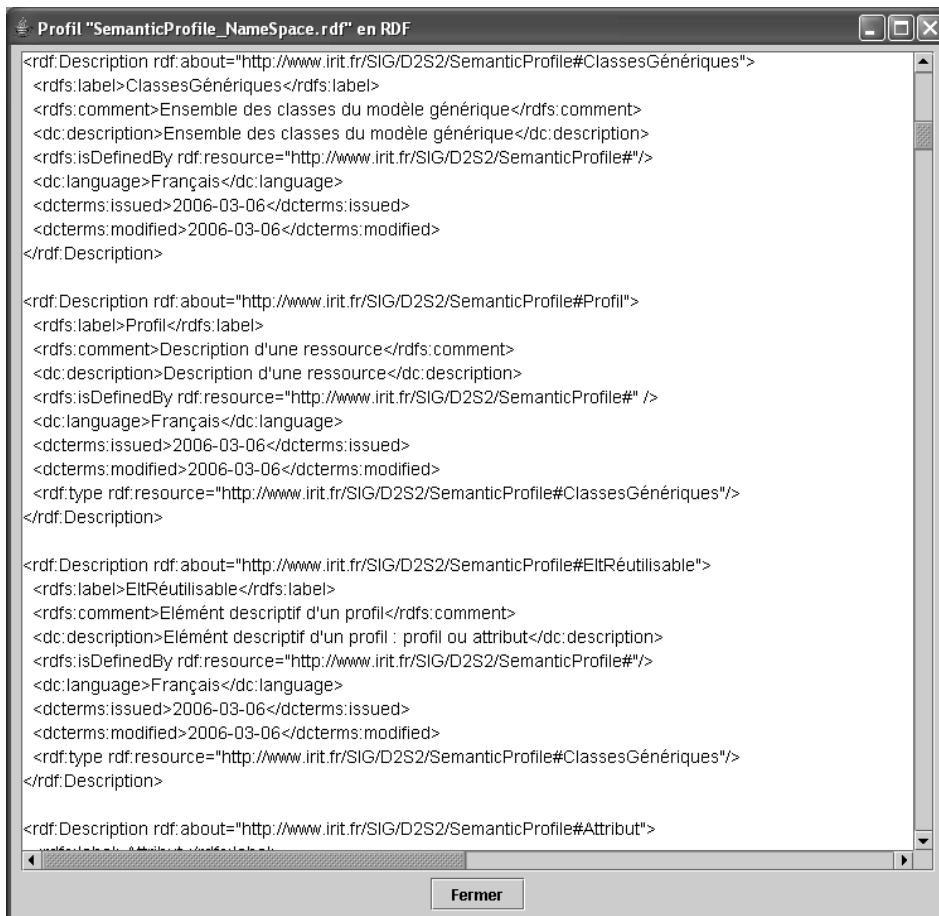 Profil "SemanticProfile_NameSpace.rdf" en RDF
<rdf:Description rdf:about="http://www.irit.fr/SIG/D2S2/SemanticProfile#ClassesGénériques">
<rdfs:label>ClassesGénériques</rdfs:label>
<rdfs:comment>Ensemble des classes du modèle générique</rdfs:comment>
<dc:description>Ensemble des classes du modèle générique</dc:description>
<rdfs:isDefinedBy rdf:resource="http://www.irit.fr/SIG/D2S2/SemanticProfile#"/>
<dc:language>Français</dc:language>
<dcterms:issued>2006-03-06</dcterms:issued>
<dcterms:modified>2006-03-06</dcterms:modified>
</rdf:Description>
<rdf:Description rdf:about="http://www.irit.fr/SIG/D2S2/SemanticProfile#Profil">
<rdfs:label>Profil</rdfs:label>
<rdfs:comment>Description d'une ressource</rdfs:comment>
<dc:description>Description d'une ressource</dc:description>
<rdfs:isDefinedBy rdf:resource="http://www.irit.fr/SIG/D2S2/SemanticProfile#" />
<dc:language>Français</dc:language>
<dcterms:issued>2006-03-06</dcterms:issued>
<dcterms:modified>2006-03-06</dcterms:modified>
<rdf:type rdf:resource="http://www.irit.fr/SIG/D2S2/SemanticProfile#ClassesGénériques"/>
</rdf:Description>
<rdf:Description rdf:about="http://www.irit.fr/SIG/D2S2/SemanticProfile#EltRéutilisable">
<rdfs:label>EltRéutilisable</rdfs:label>
<rdfs:comment>Elémént descriptif d'un profil</rdfs:comment>
<dc:description>Elémént descriptif d'un profil : profil ou attribut</dc:description>
<rdfs:isDefinedBy rdf:resource="http://www.irit.fr/SIG/D2S2/SemanticProfile#"/>
<dc:language>Français</dc:language>
<dcterms:issued>2006-03-06</dcterms:issued>
<dcterms:modified>2006-03-06</dcterms:modified>
<rdf:type rdf:resource="http://www.irit.fr/SIG/D2S2/SemanticProfile#ClassesGénériques"/>
</rdf:Description>
<rdf:Description rdf:about="http://www.irit.fr/SIG/D2S2/SemanticProfile#Attribut">
Fermer